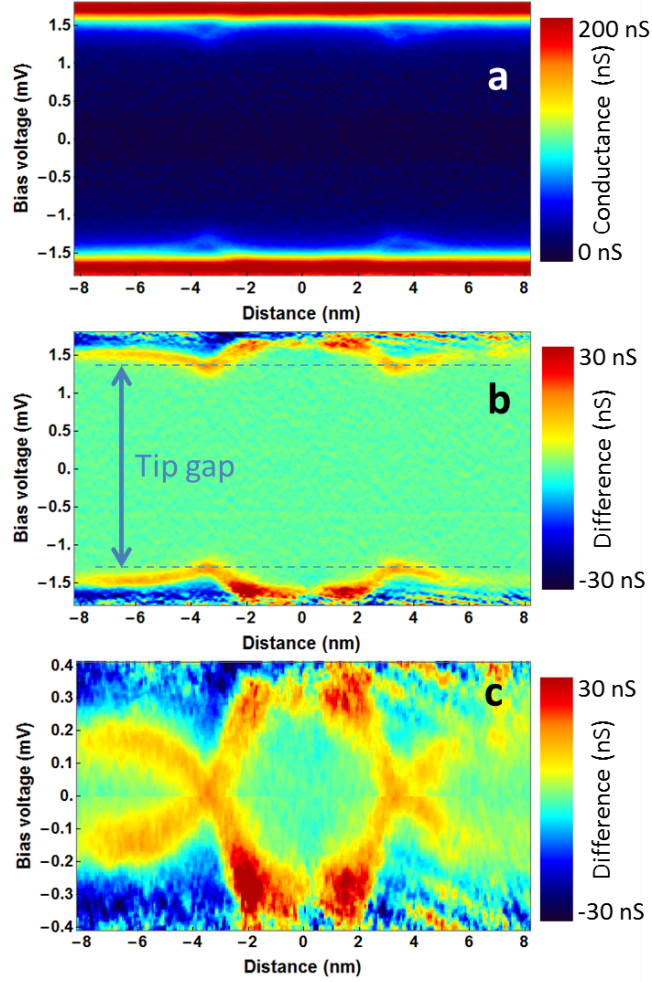 1.5
1.0
0.5
0.
−0.5
−1.
−1.5
Bias voltage (mV)
a
−8 −6 −4 −2 0 2 4 6 8
Distance (nm)
200 nS
Conductance (nS)
0 nS
1.5
1.
0.5
0.
−0.5
−1.
−1.5
Bias voltage (mV)
b
Tip gap
−8 −6 −4 −2 0 2 4 6 8
Distance (nm)
30 nS
Difference (nS)
-30 nS
0.4
0.3
0.2
0.1
0.
−0.1
−0.2
−0.3
−0.4
Bias voltage (mV)
c
−8 −6 −4 −2 0 2 4 6 8
Distance (nm)
30 nS
Difference (nS)
-30 nS